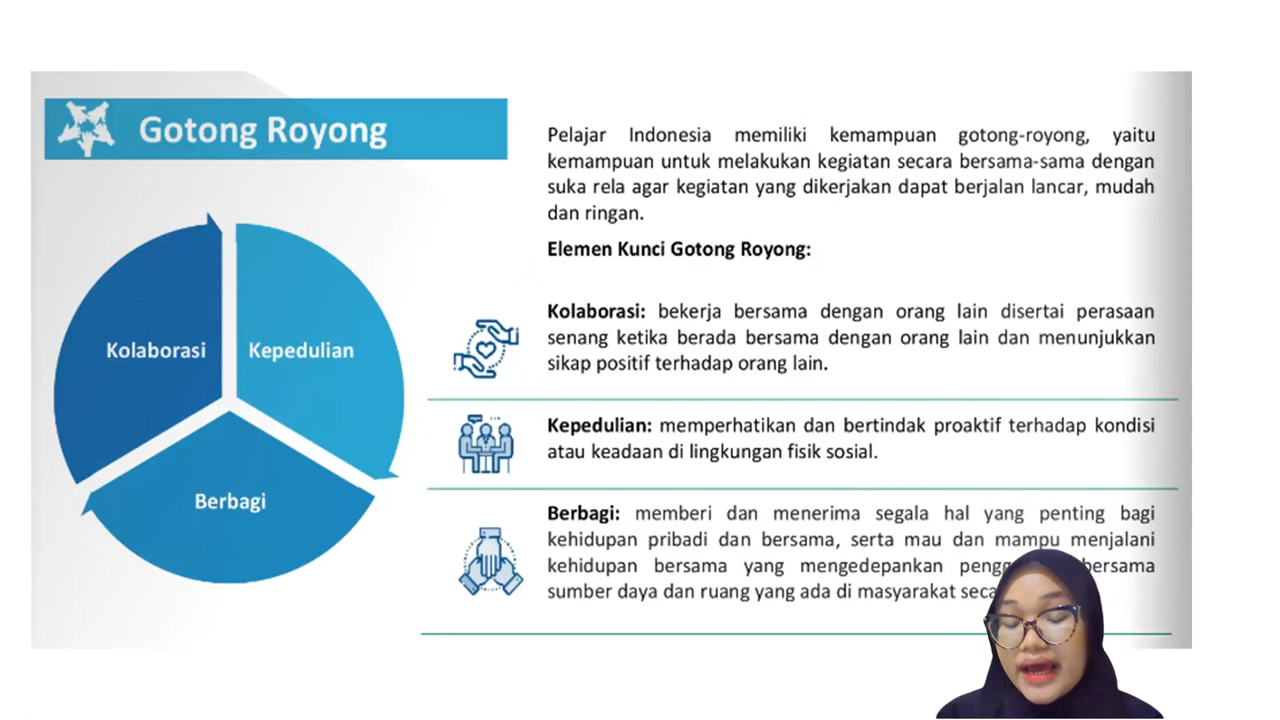 Gotong Royong
Kolaborasi
Kepedulian
Berbagi
Pelajar Indonesia memiliki kemampuan gotong-royong, yaitu
kemampuan untuk melakukan kegiatan secara bersama-sama dengan
suka rela agar kegiatan yang dikerjakan dapat berjalan lancar, mudah
dan ringan.
Elemen Kunci Gotong Royong:
Kolaborasi: bekerja bersama dengan orang lain disertai perasaan
senang ketika berada bersama dengan orang lain dan menunjukkan
sikap positif terhadap orang lain.
Kepedulian: memperhatikan dan bertindak proaktif terhadap kondisi
atau keadaan di lingkungan fisik sosial.
Berbagi: memberi dan menerima segala hal yang penting bagi
kehidupan pribadi dan bersama, serta mau dan mampu menjalani
kehidupan bersama yang mengedepankan bersama
sumber daya dan ruang yang ada di masyarakat